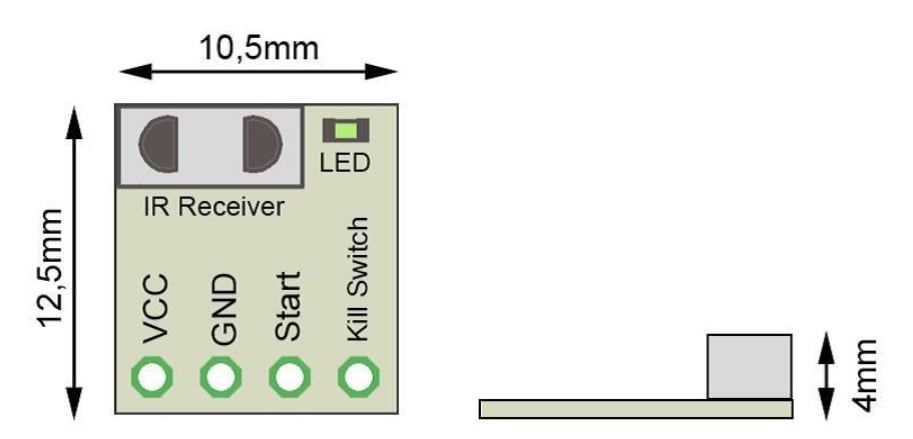 10,5mm
12,5mm
LED
IR Receiver
VCC
GND
Start
Kill Switch
4mm